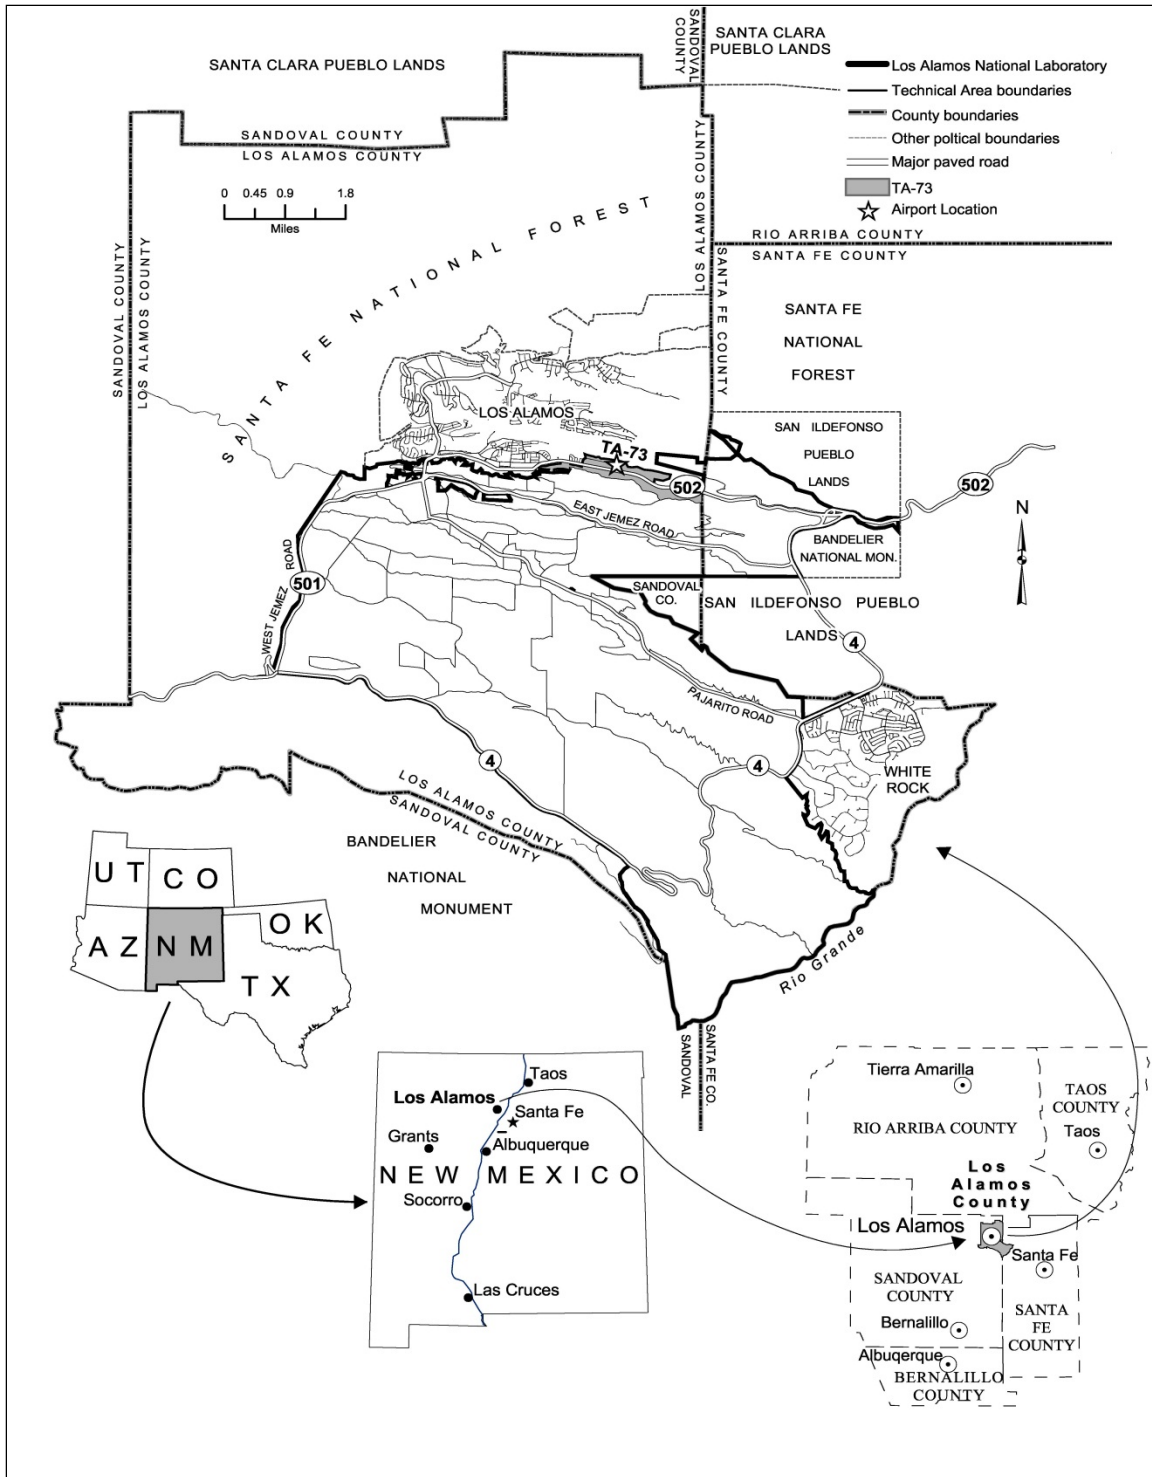 SANTA CLARA PUEBLO LANDS
SANDOVAL COUNTY
SANTA CLARA
PUEBLO LANDS
Los Alamos National Laboratory
Technical Area boundaries
County boundaries
Other poltical boundaries
Major paved road
TA-73
Airport Location
SANDOVAL COUNTY
LOS ALAMOS COUNTY
0 0.45 0.9 1.8
Miles
LOS ALAMOS COUNTY
RIO ARRIBA COUNTY
SANTA FE COUNTY
SANDOVAL COUNTY
LOS ALAMOS COUNTY
SANTA FE NATIONAL FOREST
SANTA FE COUNTY
SANTA FE
NATIONAL
FOREST
LOS ALAMOS
TA-73
SAN ILDEFONSO
PUEBLO
LANDS
502
502
N
EAST JEMEZ ROAD
BANDELIER
NATIONAL MON.
WEST JEMEZ ROAD
501
SANDOVAL
CO.
SAN ILDEFONSO PUEBLO
LANDS
4
PAJARITO ROAD
4
4
WHITE
ROCK
LOS ALAMOS COUNTY
SANDOVAL COUNTY
BANDELIER
NATIONAL
MONUMENT
Rio Grande
SANDOVAL
SANTA FE CO.
UT
CO
AZ
NM
OK
TX
Taos
Los Alamos
Santa Fe
Grants
Albuquerque
NEW MEXICO
Socorro
Las Cruces
Tierra Amarilla
TAOS
COUNTY
RIO ARRIBA COUNTY
Taos
Los
Alamos
County
Los Alamos
Santa Fe
SANDOVAL
COUNTY
SANTA
FE
COUNTY
Bernalillo
Albuqerque
BERNALILLO
COUNTY